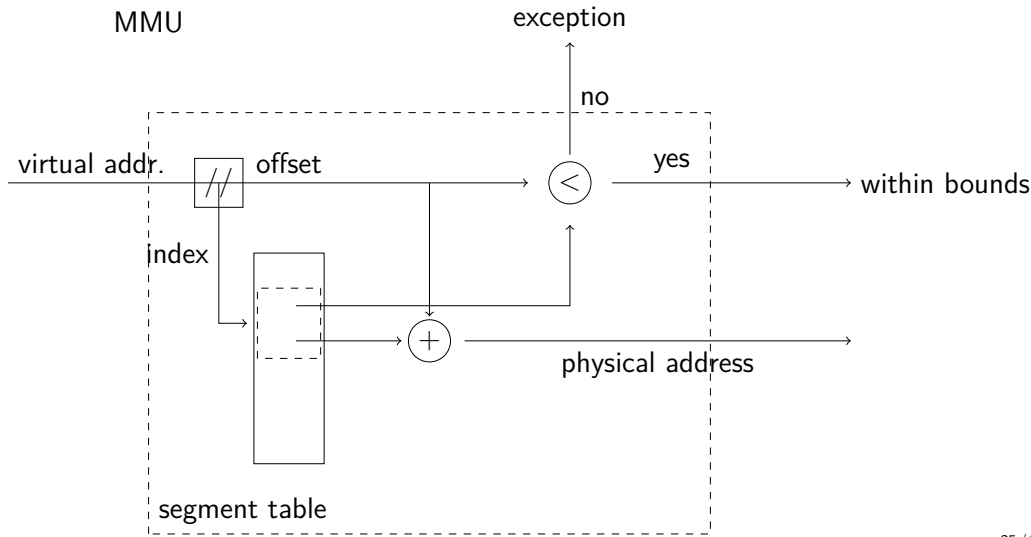 MMU
exception
no
virtual addr.
//
offset
<
yes
within bounds
index
+
physical address
segment table